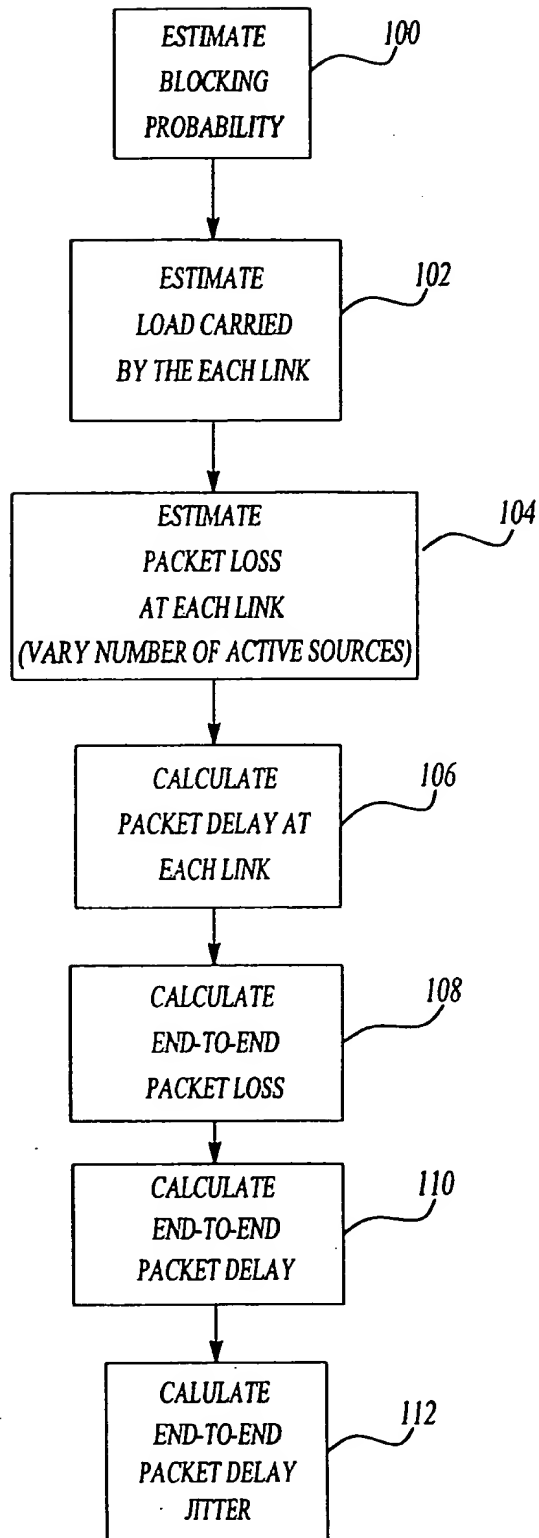 ESTIMATE
BLOCKING
PROBABILITY
100
ESTIMATE
LOAD CARRIED
BY THE EACH LINK
102
ESTIMATE
PACKET LOSS
AT EACH LINK
(VARY NUMBER OF ACTIVE SOURCES)
104
CALCULATE
PACKET DELAY AT
EACH LINK
106
CALCULATE
END-TO-END
PACKET LOSS
108
CALCULATE
END-TO-END
PACKET DELAY
110
CALULATE
END-TO-END
PACKET DELAY
JITTER
112